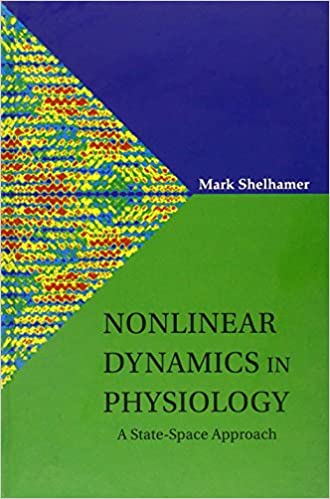 Mark Shelhamer
NONLINEAR
DYNAMICS IN
PHYSIOLOGY
A State-Space Approach